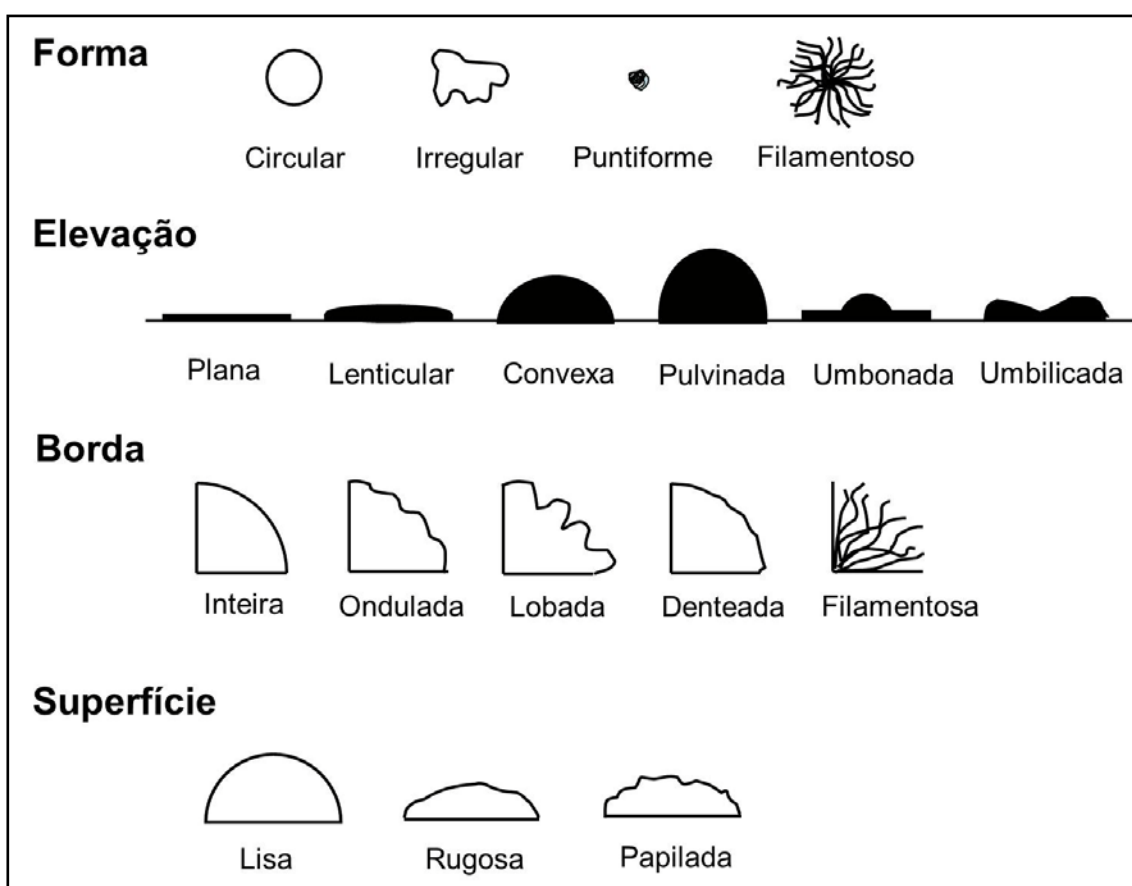 Forma
Circular Irregular Puntiforme Filamentoso
Elevação
Plana Lenticular Convexa Pulvinada Umbonada Umbilicada
Borda
Inteira Ondulada Lobada Denteada Filamentosa
Superfície
Lisa Rugosa Papilada